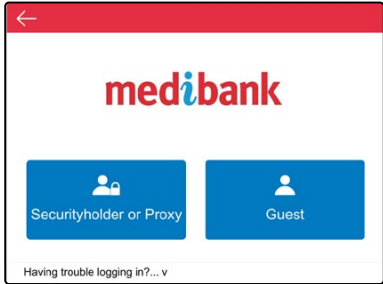 medibank
Securityholder or Proxy
Guest
Having trouble logging in?... v